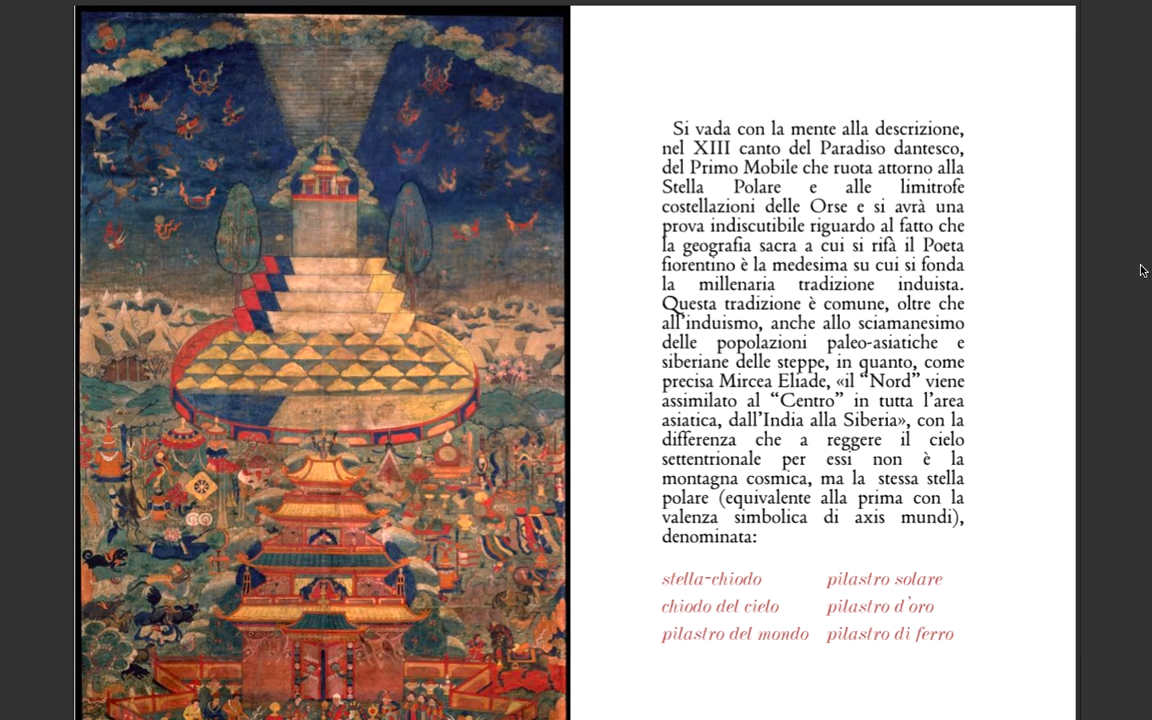 Si vada con la mente alla descrizione,
nel XIII canto del Paradiso dantesco,
del Primo Mobile che ruota attorno alla
Stella Polare e alle limitrofe
costellazioni delle Orse e si avrà una
prova indiscutibile riguardo al fatto che
la geografia sacra a cui si rifà il Poeta
fiorentino è la medesima su cui si fonda
la millenaria tradizione induista.
Questa tradizione è comune, oltre che
all'induismo, anche allo sciamanesimo
delle popolazioni paleo-asiatiche e
siberiane delle steppe, in quanto, come
precisa Mircea Eliade, «il “Nord” viene
assimilato al “Centro” in tutta l'area
asiatica, dall'India alla Siberia», con la
differenza che a reggere il cielo
settentrionale per essi non è la
montagna cosmica, ma la stessa stella
polare (equivalente alla prima con la
valenza simbolica di axis mundi),
denominata:
stella-chiodo pilastro solare
chiodo del cielo pilastro d'oro
pilastro del mondo pilastro di ferro